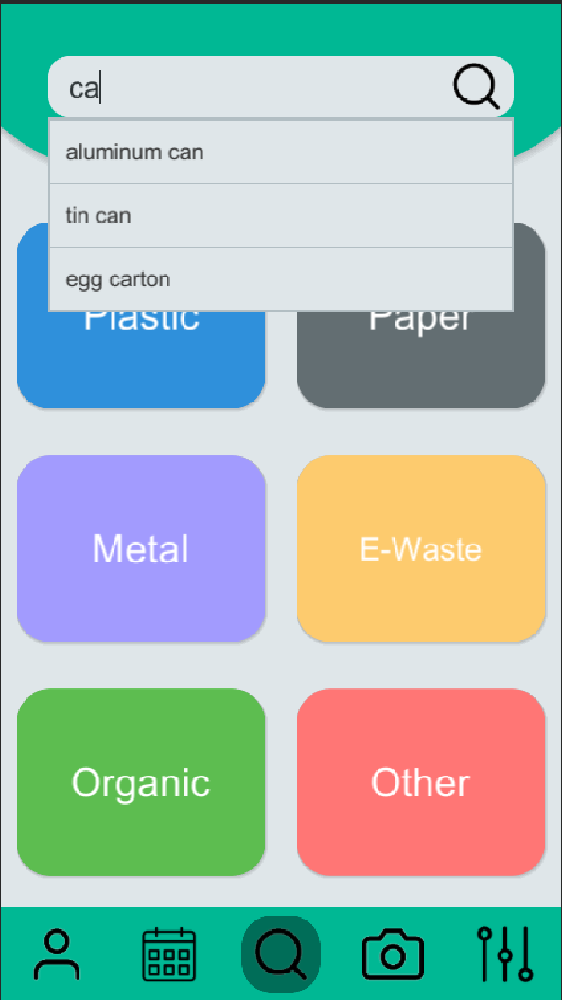 ca
aluminum can
tin can
egg carton
Plastic
Paper
Metal
E-Waste
Organic
Other